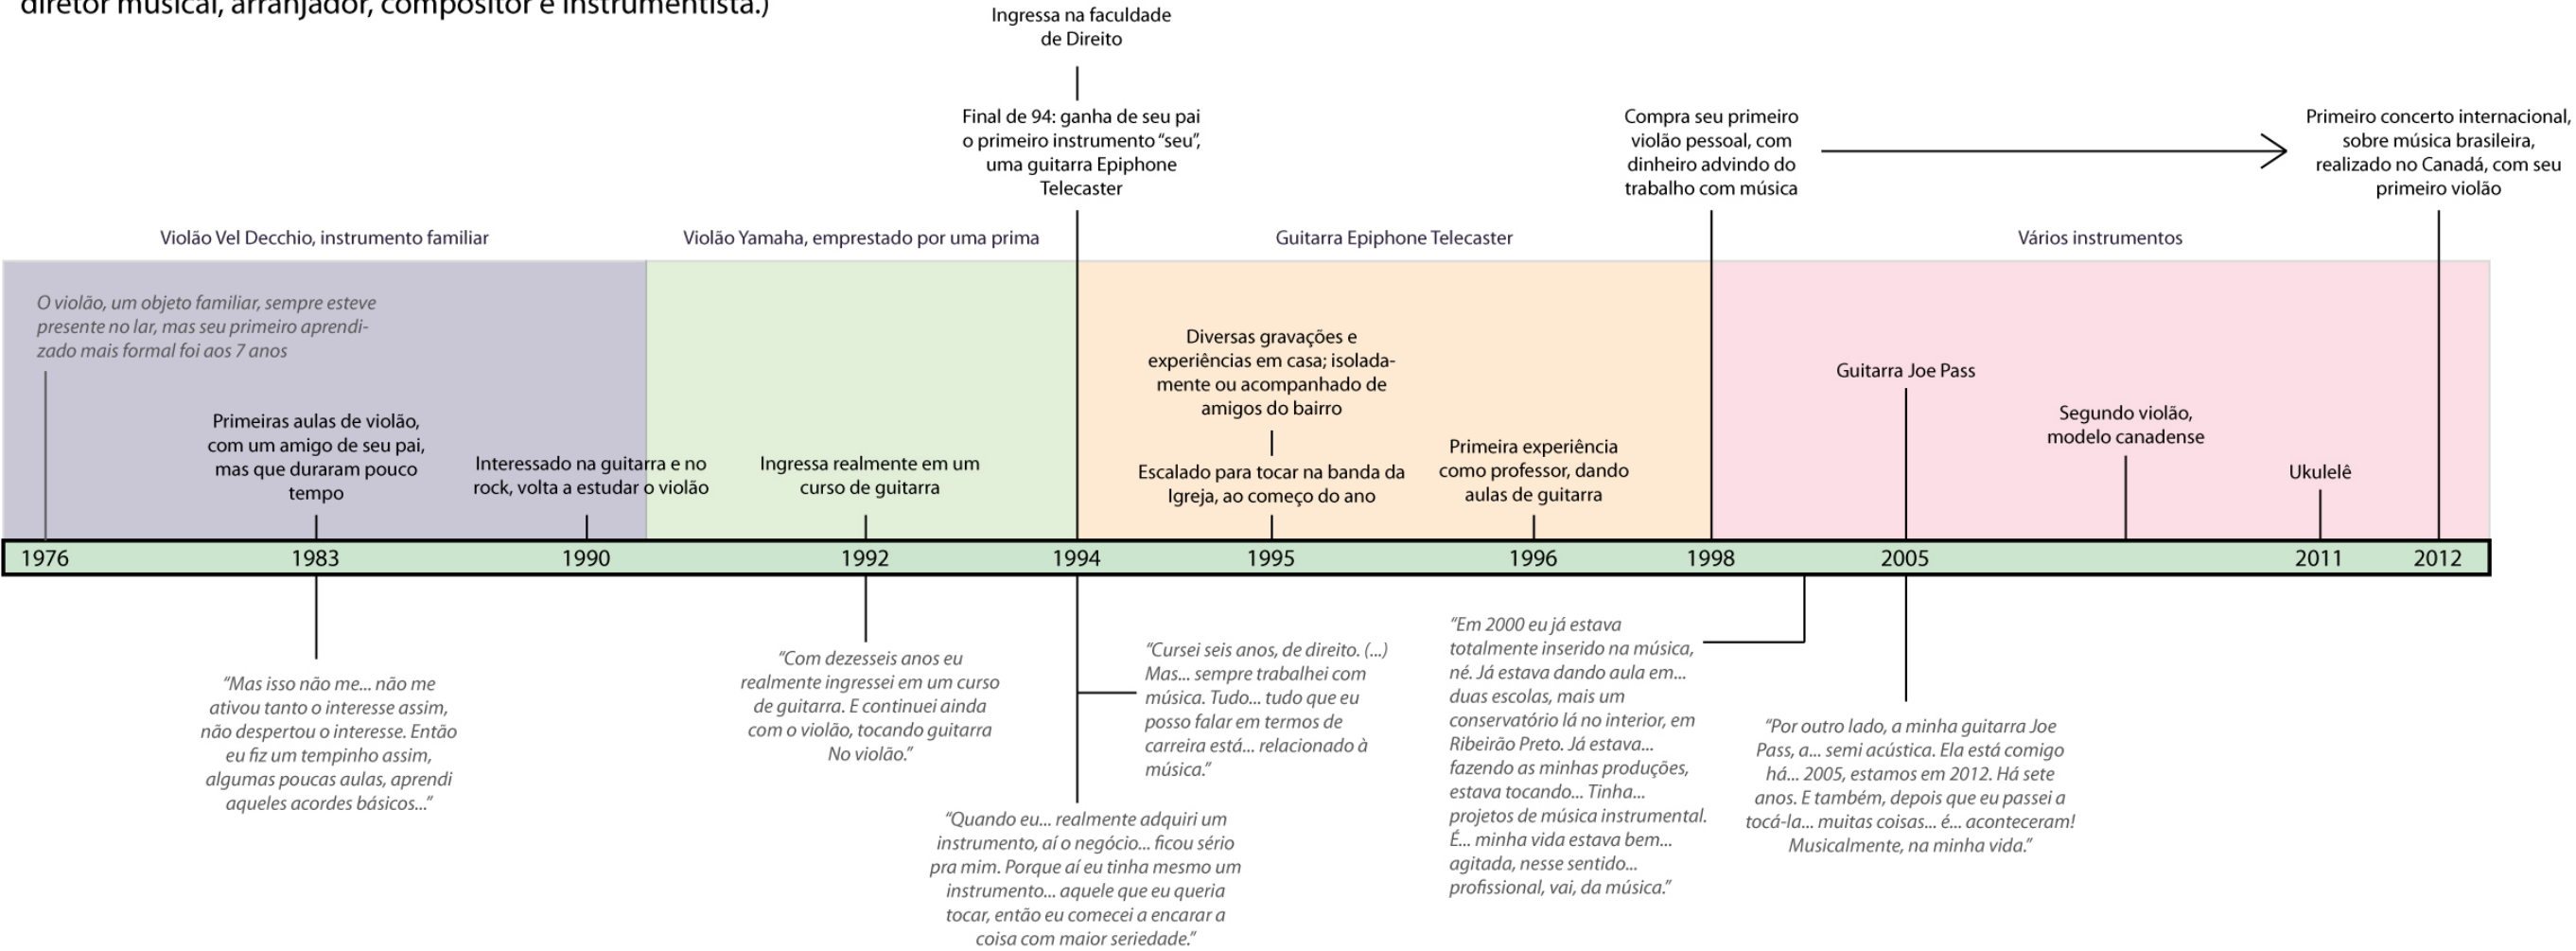 diretor musical, arranjador, compositor e instrumentista.)
Ingressa na faculdade
de Direito
Final de 94: ganha de seu pai
o primeiro instrumento “seu”,
uma guitarra Epiphone
Telecaster
Compra seu primeiro
violão pessoal, com
dinheiro advindo do
trabalho com música
Primeiro concerto internacional,
sobre música brasileira,
realizado no Canadá, com seu
primeiro violão
Violão Vel Decchio, instrumento familiar
Violão Yamaha, emprestado por uma prima
Guitarra Epiphone Telecaster
Vários instrumentos
O violão, um objeto familiar, sempre esteve
presente no lar, mas seu primeiro aprendi-
zado mais formal foi aos 7 anos
Primeiras aulas de violão,
com um amigo de seu pai,
mas que duraram pouco
tempo
Interessado na guitarra e no
rock, volta a estudar o violão
Ingressa realmente em um
curso de guitarra
Diversas gravações e
experiências em casa; isolada-
mente ou acompanhado de
amigos do bairro
Escalado para tocar na banda da
Igreja, ao começo do ano
Primeira experiência
como professor, dando
aulas de guitarra
Guitarra Joe Pass
Segundo violão,
modelo canadense
Ukulelê
1976
1983
1990
1992
1994
1995
1996
1998
2005
2011
2012
“Mas isso não me... não me
ativou tanto o interesse assim,
não despertou o interesse. Então
eu fiz um tempinho assim,
algumas poucas aulas, aprendi
aqueles acordes básicos...”
“Com dezesseis anos eu
realmente ingressei em um curso
de guitarra. E continuei ainda
com o violão, tocando guitarra
No violão.”
“Quando eu... realmente adquiri um
instrumento, aí o negócio... ficou sério
pra mim. Porque aí eu tinha mesmo um
instrumento... aquele que eu queria
tocar, então eu comecei a encarar a
coisa com maior seriedade.”
“Cursei seis anos, de direito. (...)
Mas... sempre trabalhei com
música. Tudo... tudo que eu
posso falar em termos de
carreira está... relacionado à
música.”
“Em 2000 eu já estava
totalmente inserido na música,
né. Já estava dando aula em...
duas escolas, mais um
conservatório lá no interior, em
Ribeirão Preto. Já estava...
fazendo as minhas produções,
estava tocando... Tinha...
projetos de música instrumental.
É... minha vida estava bem...
agitada, nesse sentido...
profissional, vai, da música.”
“Por outro lado, a minha guitarra Joe
Pass, a... semi acústica. Ela está comigo
há... 2005, estamos em 2012. Há sete
anos. E também, depois que eu passei a
tocá-la... muitas coisas... é... aconteceram!
Musicalmente, na minha vida.”